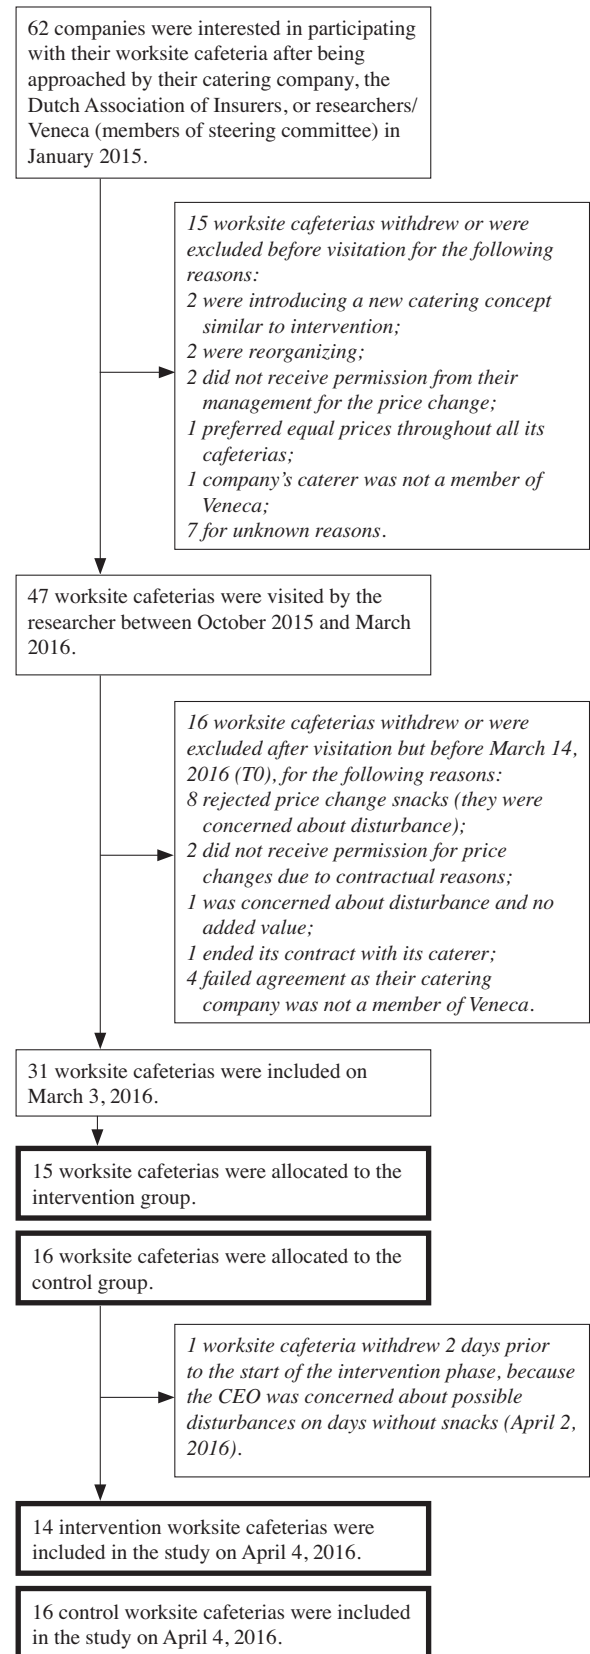 62 companies were interested in participating
with their worksite cafeteria after being
approached by their catering company, the
Dutch Association of Insurers, or researchers/
Veneca (members of steering committee) in
January 2015.
15 worksite cafeterias withdrew or were
excluded before visitation for the following
reasons:
2 were introducing a new catering concept
similar to intervention;
2 were reorganizing;
2 did not receive permission from their
management for the price change;
1 preferred equal prices throughout all its
cafeterias;
1 company's caterer was not a member of
Veneca;
7 for unknown reasons.
47 worksite cafeterias were visited by the
researcher between October 2015 and March
2016.
16 worksite cafeterias withdrew or were
excluded after visitation but before March 14,
2016 (T0), for the following reasons:
8 rejected price change snacks (they were
concerned about disturbance);
2 did not receive permission for price
changes due to contractual reasons;
1 was concerned about disturbance and no
added value;
1 ended its contract with its caterer;
4 failed agreement as their catering
company was not a member of Veneca.
31 worksite cafeterias were included on
March 3, 2016.
15 worksite cafeterias were allocated to the
intervention group.
16 worksite cafeterias were allocated to the
control group.
1 worksite cafeteria withdrew 2 days prior
to the start of the intervention phase, because
the CEO was concerned about possible
disturbances on days without snacks (April 2,
2016).
14 intervention worksite cafeterias were
included in the study on April 4, 2016.
16 control worksite cafeterias were included
in the study on April 4, 2016.